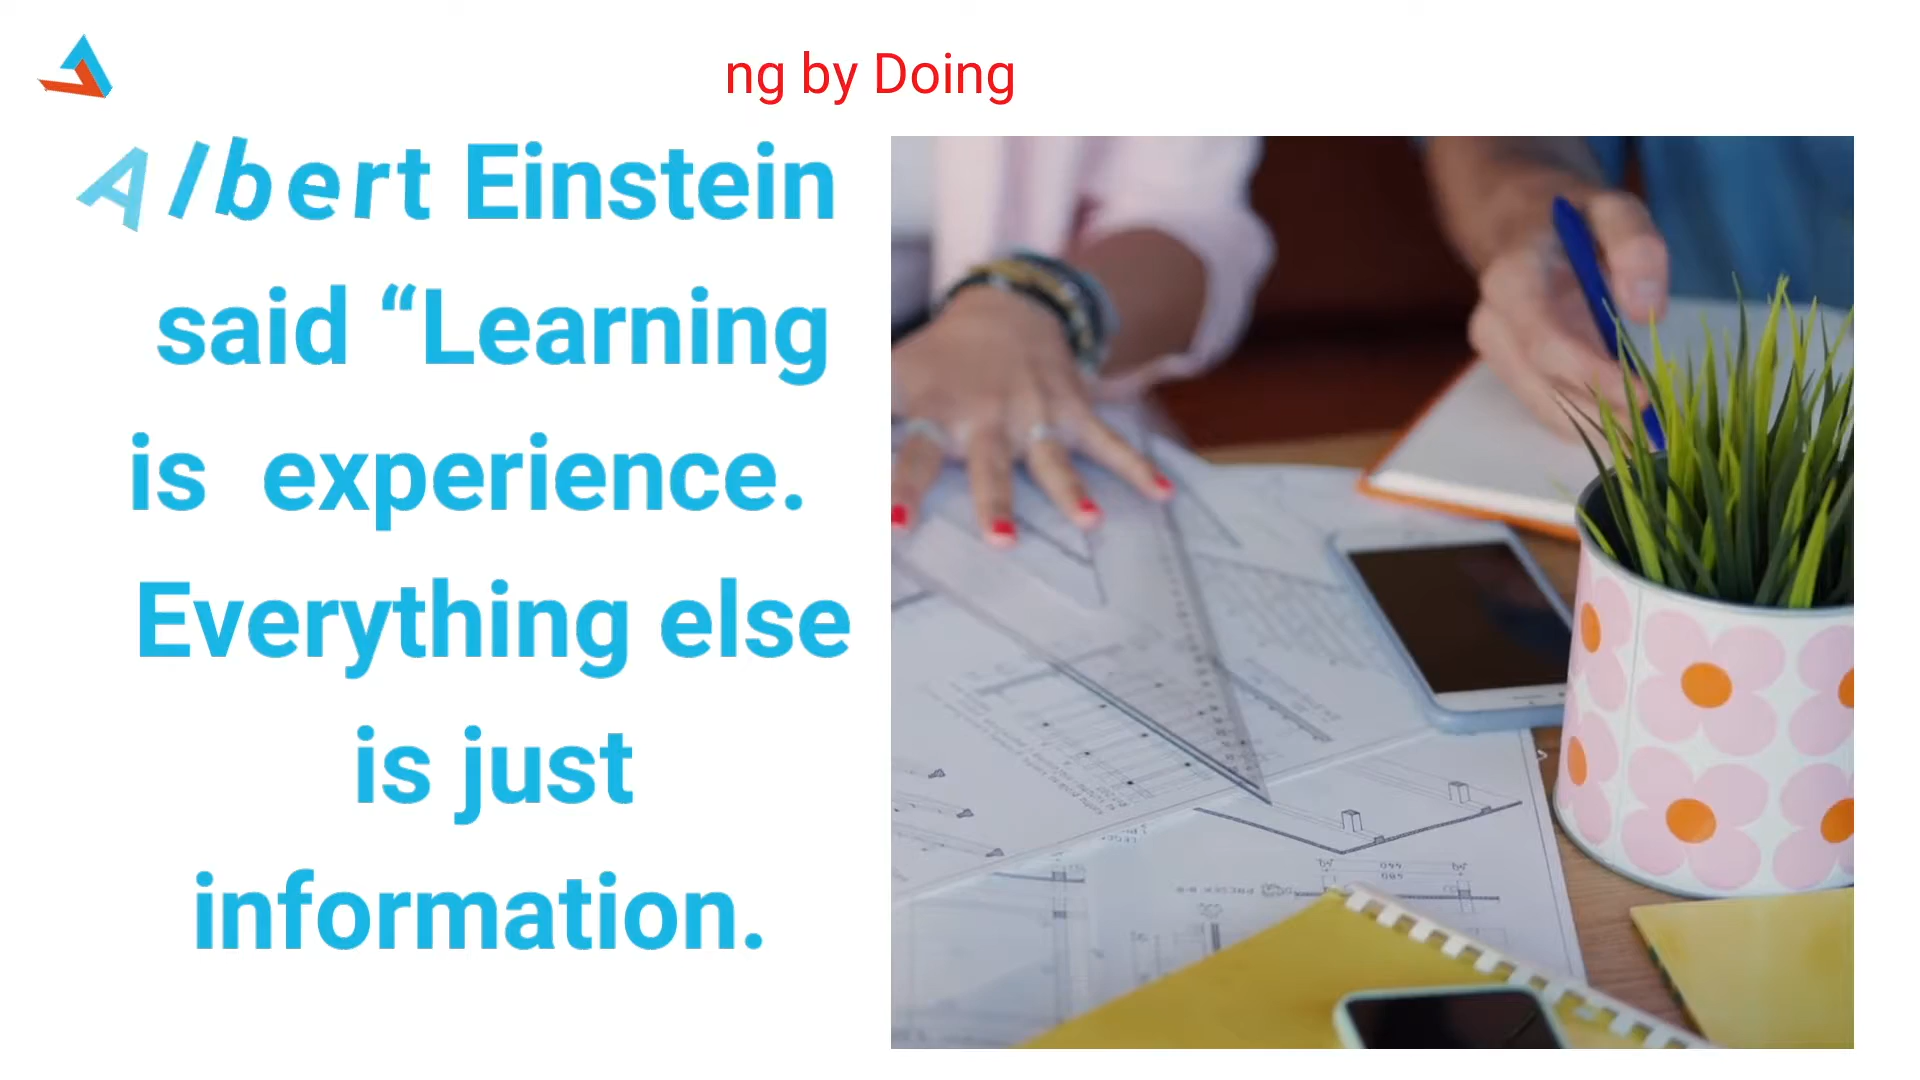 ng by Doing
Albert Einstein
said “Learning
is experience.
Everything else
is just
information.